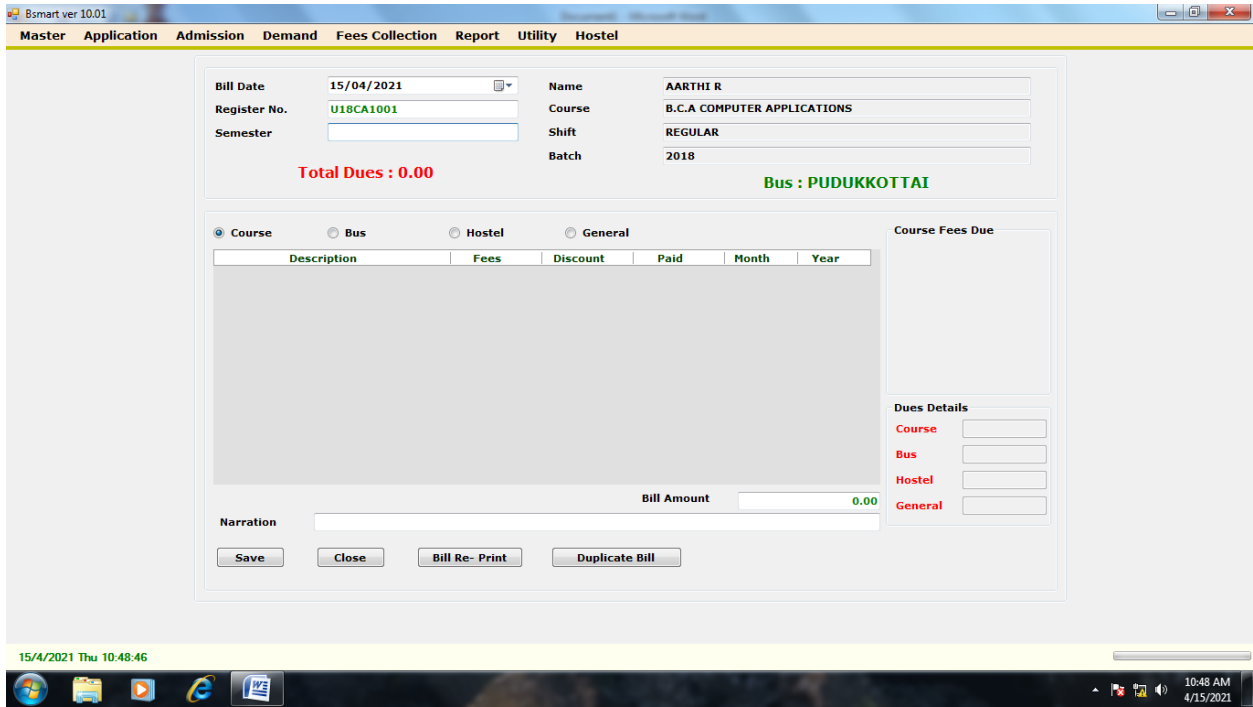 Bsmart ver 10.01
Document1 - Microsoft Word
Master Application Admission Demand Fees Collection Report Utility Hostel
Bill Date 15/04/2021 Name AARTHI R
Register No. U18CA1001 Course B.C.A COMPUTER APPLICATIONS
Semester Shift REGULAR
Batch 2018
Total Dues : 0.00
Bus : PUDUKKOTTAI
Course Bus Hostel General
Course Fees Due
Description Fees Discount Paid Month Year
Dues Details
Course
Bus
Hostel
General
Bill Amount 0.00
Narration
Save Close Bill Re- Print Duplicate Bill
15/4/2021 Thu 10:48:46
10:48 AM
4/15/2021